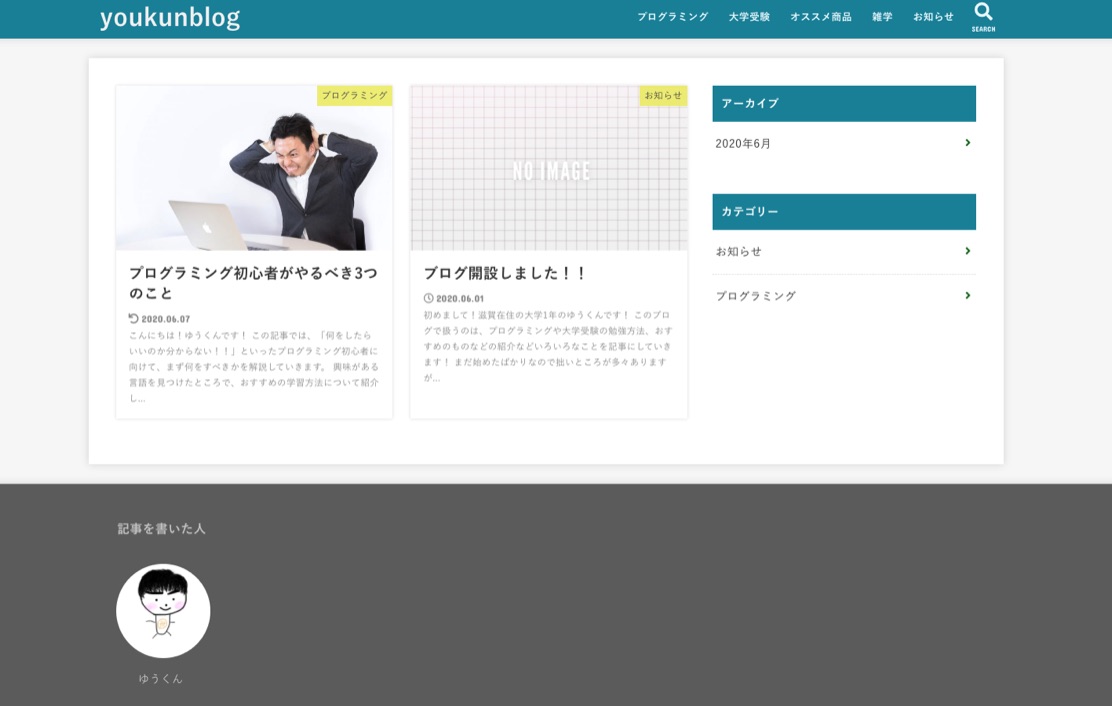 youkunblog
プログラミング 大学受験 オススメ商品 雑学 お知らせ
SEARCH
プログラミング
プログラミング初心者がやるべき3つ
のこと
2020.06.07
こんにちは！ゆうくんです！ この記事では、「何をしたら
いいのか分からない！！」といったプログラミング初心者に
向けて、まず何をすべきかを解説していきます。 興味がある
言語を見つけたところで、おすすめの学習方法について紹介
し...
お知らせ
NO IMAGE
ブログ開設しました！！
2020.06.01
初めまして！滋賀在住の大学1年のゆうくんです！ このブロ
グで扱うのは、プログラミングや大学受験の勉強方法、おす
すめのものなどの紹介などいろいろなことを記事にしていき
ます！ まだ始めたばかりなので拙いところが多々あります
が...
アーカイブ
2020年6月
カテゴリー
お知らせ
プログラミング
記事を書いた人
ゆうくん